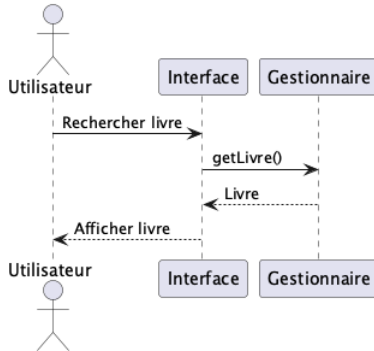 Utilisateur
Interface
Gestionnaire
Rechercher livre
getLivre()
Livre
Afficher livre
Utilisateur
Interface
Gestionnaire